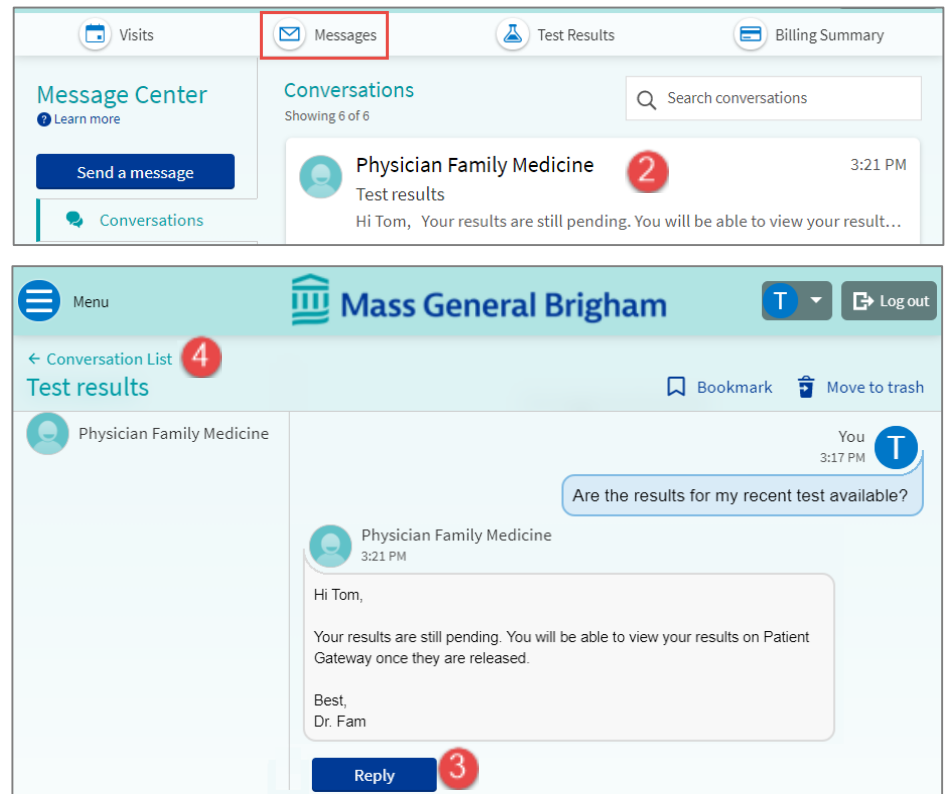 Visits Messages Test Results Billing Summary
Message Center
? Learn more
Send a message
Conversations
Conversations
Showing 6 of 6
Search conversations
Physician Family Medicine 2 3:21 PM
Test results
Hi Tom, Your results are still pending. You will be able to view your result...
Menu Mass General Brigham T Log out
← Conversation List 4
Test results Bookmark Move to trash
Physician Family Medicine
You T
3:17 PM
Are the results for my recent test available?
Physician Family Medicine
3:21 PM
Hi Tom,
Your results are still pending. You will be able to view your results on Patient
Gateway once they are released.
Best,
Dr. Fam
Reply 3